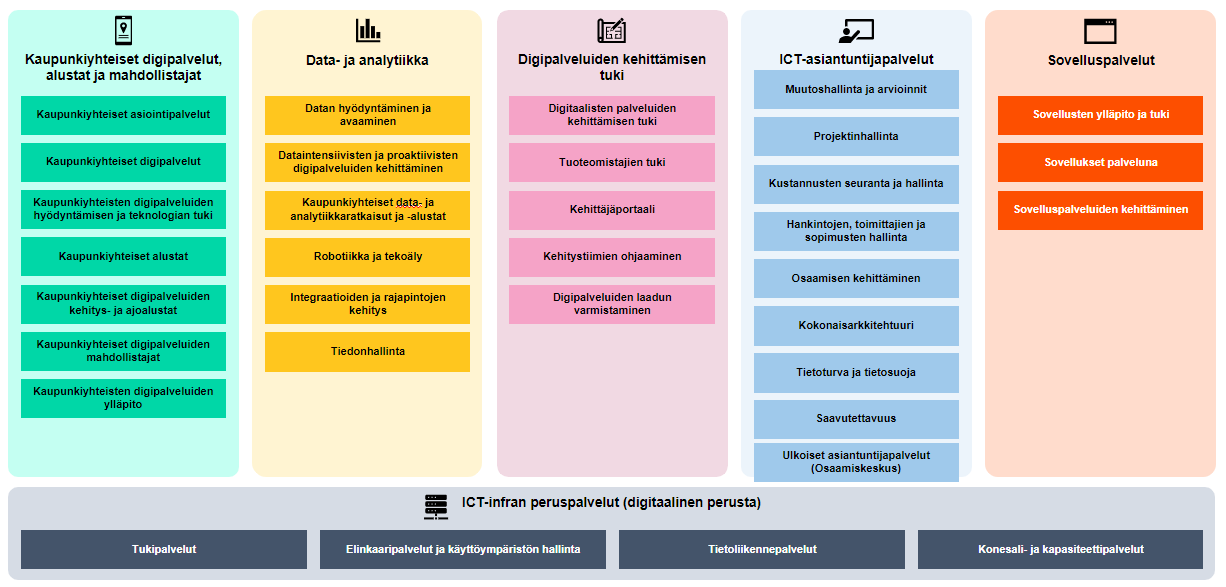 Kaupunkiyhteiset digipalvelut,
alustat ja mahdollistajat
Kaupunkiyhteiset asiointipalvelut
Kaupunkiyhteiset digipalvelut
Kaupunkiyhteisten digipalveluiden
hyödyntämisen ja teknologian tuki
Kaupunkiyhteiset alustat
Kaupunkiyhteiset digipalveluiden
kehitys- ja ajoalustat
Kaupunkiyhteiset digipalveluiden
mahdollistajat
Kaupunkiyhteisten digipalveluiden
ylläpito
Data- ja analytiikka
Datan hyödyntäminen ja
avaaminen
Dataintensiivisten ja proaktiivisten
digipalveluiden kehittäminen
Kaupunkiyhteiset data- ja
analytiikkaratkaisut ja -alustat
Robotiikka ja tekoäly
Integraatioiden ja rajapintojen
kehitys
Tiedonhallinta
Digipalveluiden kehittämisen
tuki
Digitaalisten palveluiden
kehittämisen tuki
Tuoteomistajien tuki
Kehittäjäportaali
Kehitystiimien ohjaaminen
Digipalveluiden laadun
varmistaminen
ICT-asiantuntijapalvelut
Muutoshallinta ja arvioinnit
Projektinhallinta
Kustannusten seuranta ja hallinta
Hankintojen, toimittajien ja
sopimusten hallinta
Osaamisen kehittäminen
Kokonaisarkkitehtuuri
Tietoturva ja tietosuoja
Saavutettavuus
Ulkoiset asiantuntijapalvelut
(Osaamiskeskus)
Sovelluspalvelut
Sovellusten ylläpito ja tuki
Sovellukset palveluna
Sovelluspalveluiden kehittäminen
ICT-infran peruspalvelut (digitaalinen perusta)
Tukipalvelut
Elinkaaripalvelut ja käyttöympäristön hallinta
Tietoliikennepalvelut
Konesali- ja kapasiteettipalvelut